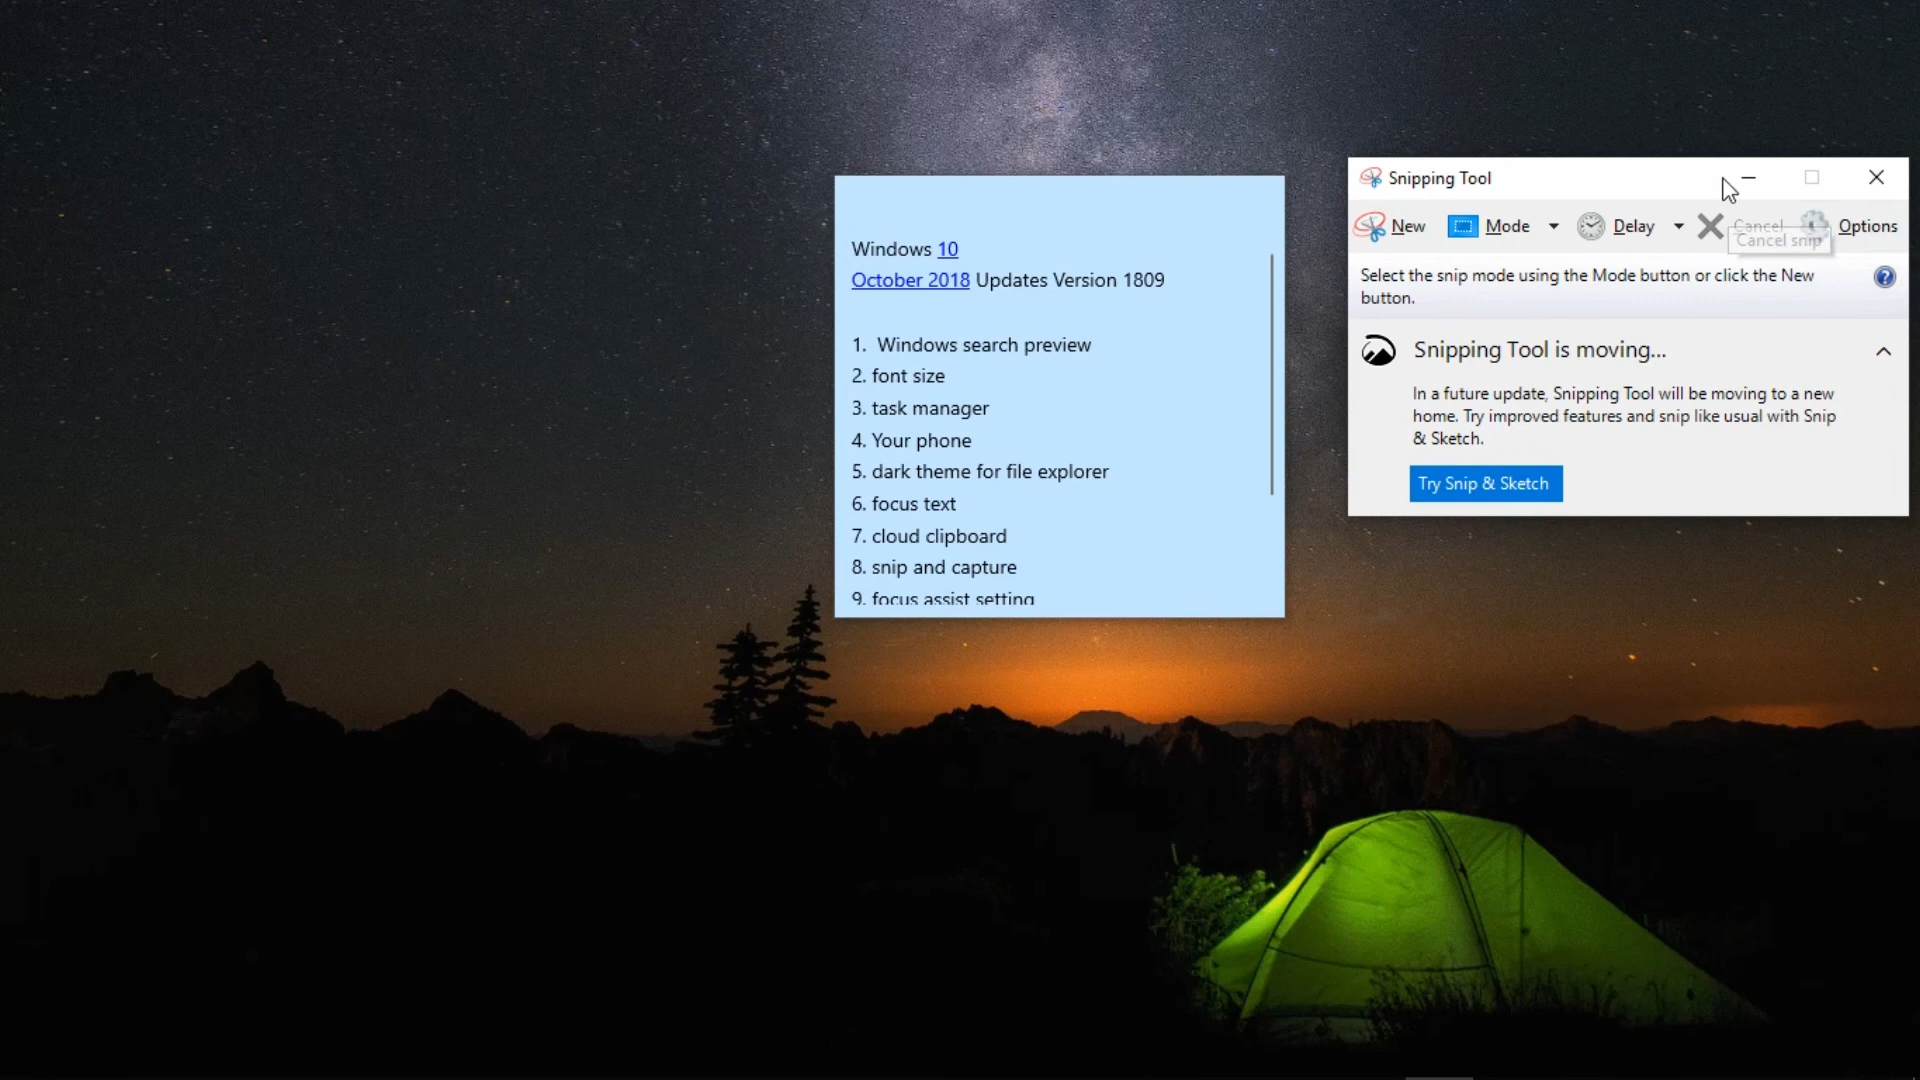 Windows 10
October 2018 Updates Version 1809
1. Windows search preview
2. font size
3. task manager
4. Your phone
5. dark theme for file explorer
6. focus text
7. cloud clipboard
8. snip and capture
9. focus assist setting
Snipping Tool
New Mode Delay Cancel Options
Cancel snip
Select the snip mode using the Mode button or click the New
button.
Snipping Tool is moving...
In a future update, Snipping Tool will be moving to a new
home. Try improved features and snip like usual with Snip
& Sketch.
Try Snip & Sketch